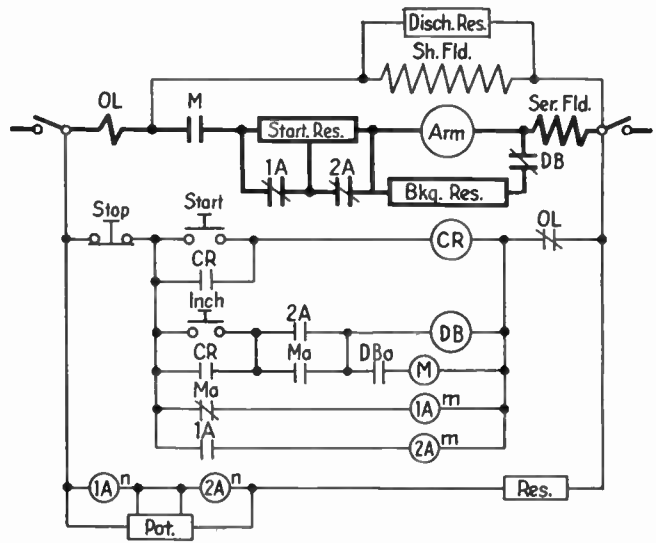 Disch. Res.
Sh. Fld.
OL
M
Start. Res.
Arm
Ser. Fld.
1A
2A
DB
Bkg. Res.
Stop
Start
CR
OL
CR
Inch
2A
DB
CR
Ma
DBa
M
Ma
1A m
1A
2A m
1A n
2A n
Res.
Pot.